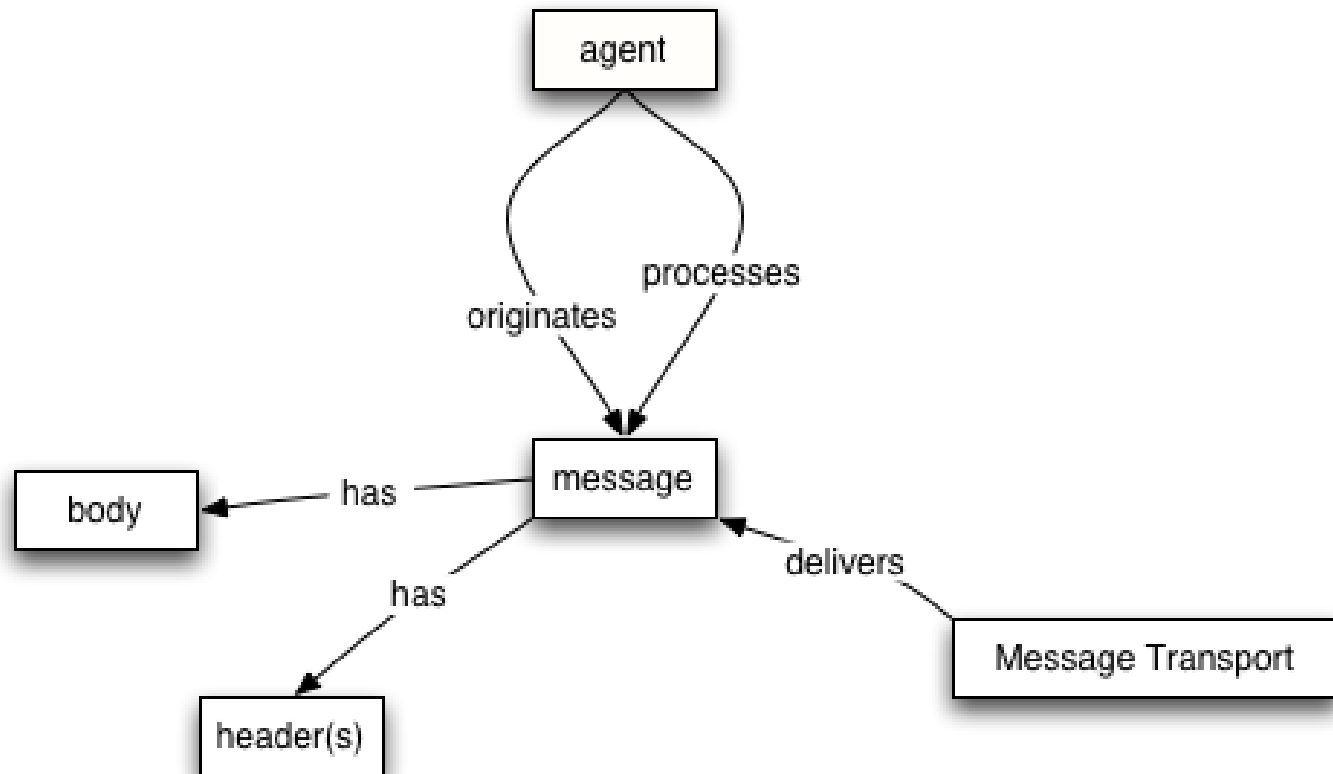 agent
processes
originates
message
has
body
delivers
has
Message Transport
header(s)